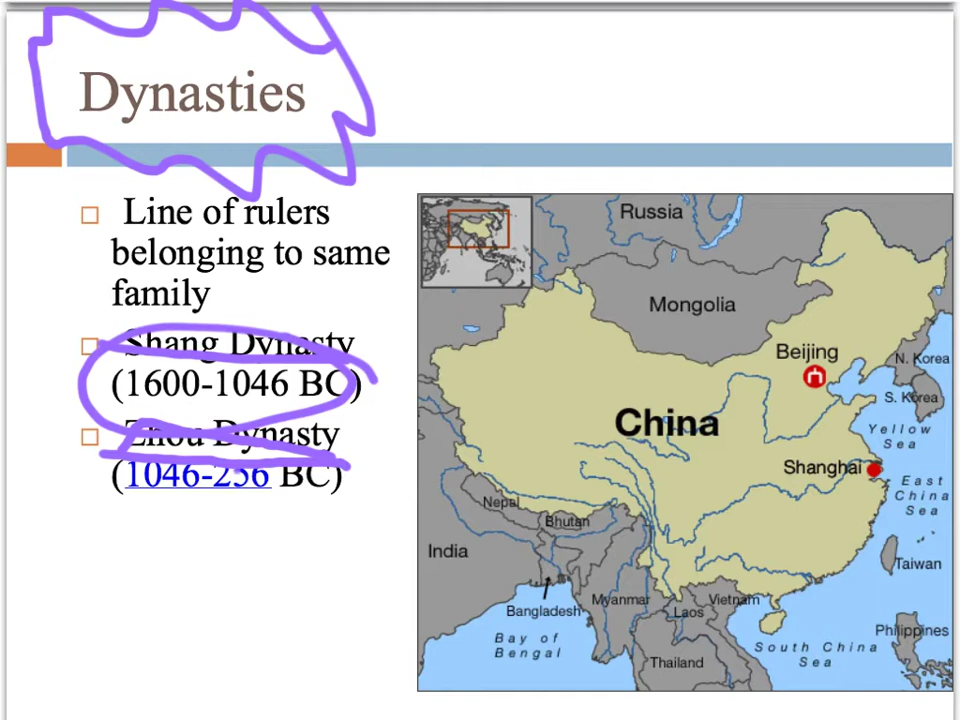 Dynasties
Line of rulers
belonging to same
family
Shang Dynasty
(1600-1046 BC)
Zhou Dynasty
(1046-256 BC)
Russia
Mongolia
Beijing
N. Korea
S. Korea
China
Yellow
Sea
Shanghai
East
China
Sea
Nepal
Bhutan
India
Taiwan
Bangladesh
Myanmar
Laos
Vietnam
Bay of
Bengal
Thailand
South China
Sea
Philippines